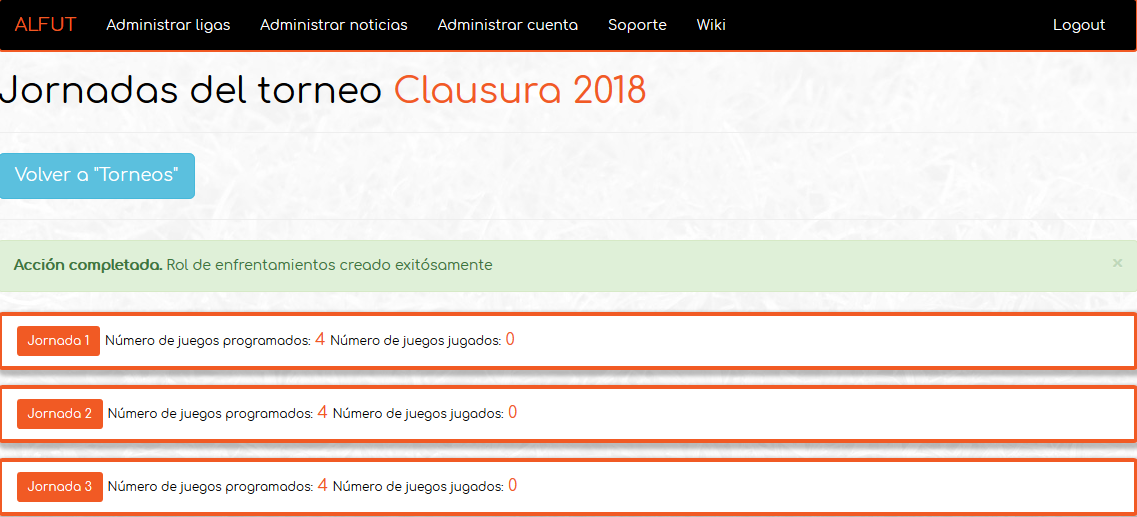 ALFUT Administrar ligas Administrar noticias Administrar cuenta Soporte Wiki Logout
Jornadas del torneo Clausura 2018
Volver a "Torneos"
Acción completada. Rol de enfrentamientos creado exitósamente ×
Jornada 1 Número de juegos programados: 4 Número de juegos jugados: 0
Jornada 2 Número de juegos programados: 4 Número de juegos jugados: 0
Jornada 3 Número de juegos programados: 4 Número de juegos jugados: 0